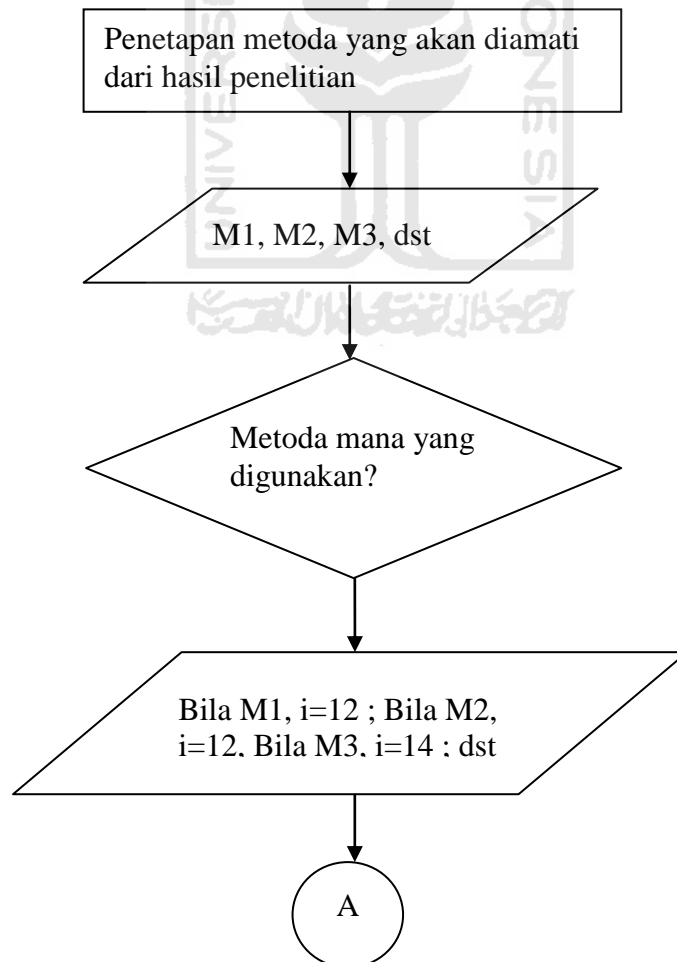 Penetapan metoda yang akan diamati
dari hasil penelitian
M1, M2, M3, dst
Metoda mana yang
digunakan?
Bila M1, i=12 ; Bila M2,
i=12, Bila M3, i=14 ; dst
A